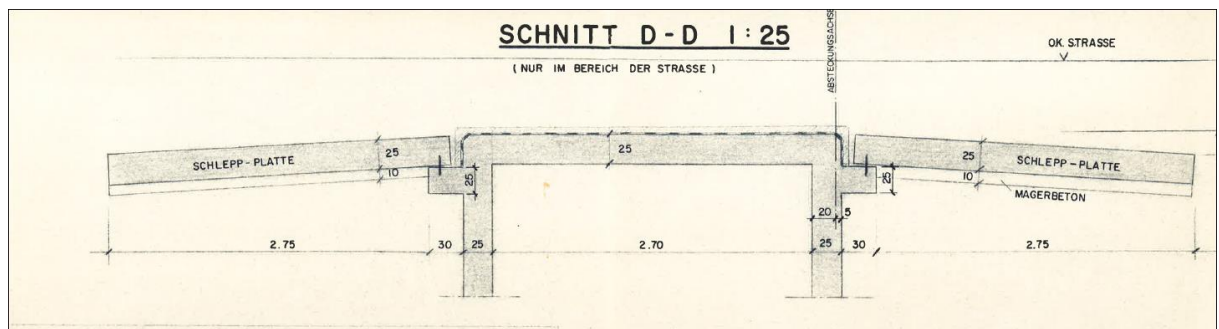 SCHNITT D-D 1:25
(NUR IM BEREICH DER STRASSE)
ABSTECKUNGSACHSE
OK. STRASSE
SCHLEPP-PLATTE
25
10
25
25
25
SCHLEPP-PLATTE
25
10
MAGERBETON
20
5
2.75
30
25
2.70
25
30
2.75